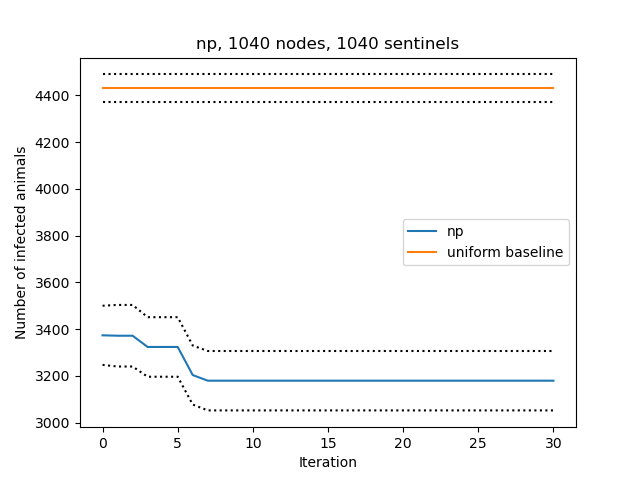 np, 1040 nodes, 1040 sentinels
Number of infected animals
4400
4200
4000
3800
3600
3400
3200
3000
np
uniform baseline
0 5 10 15 20 25 30
Iteration